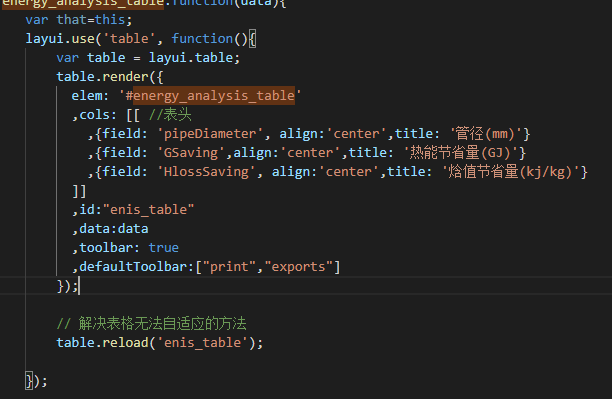 energy_analysis_table:function(data){
var that=this;
layui.use('table', function(){
var table = layui.table;
table.render({
elem: '#energy_analysis_table'
,cols: [[ //表头
,{field: 'pipeDiameter', align:'center',title: '管径(mm)'}
,{field: 'GSaving',align:'center',title: '热能节省量(GJ)'}
,{field: 'HlossSaving', align:'center',title: '焓值节省量(kj/kg)'}
]]
,id:"enis_table"
,data:data
,toolbar: true
,defaultToolbar:["print","exports"]
});
// 解决表格无法自适应的方法
table.reload('enis_table');
});